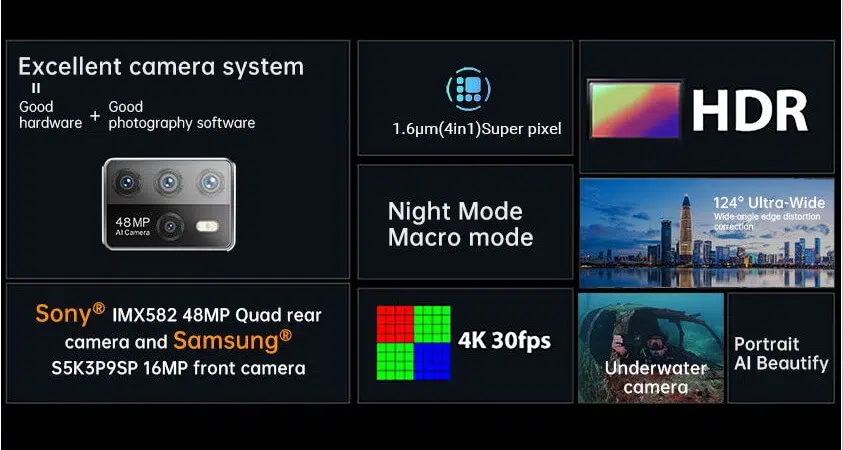 Excellent camera system
=
Good
hardware
+
Good
photography software
48MP
AI Camera
1.6μm(4in1)Super pixel
HDR
Night Mode
Macro mode
124° Ultra-Wide
Wide-angle edge distortion
correction
Sony® IMX582 48MP Quad rear
camera and Samsung®
S5K3P9SP 16MP front camera
4K 30fps
Underwater
camera
Portrait
AI Beautify